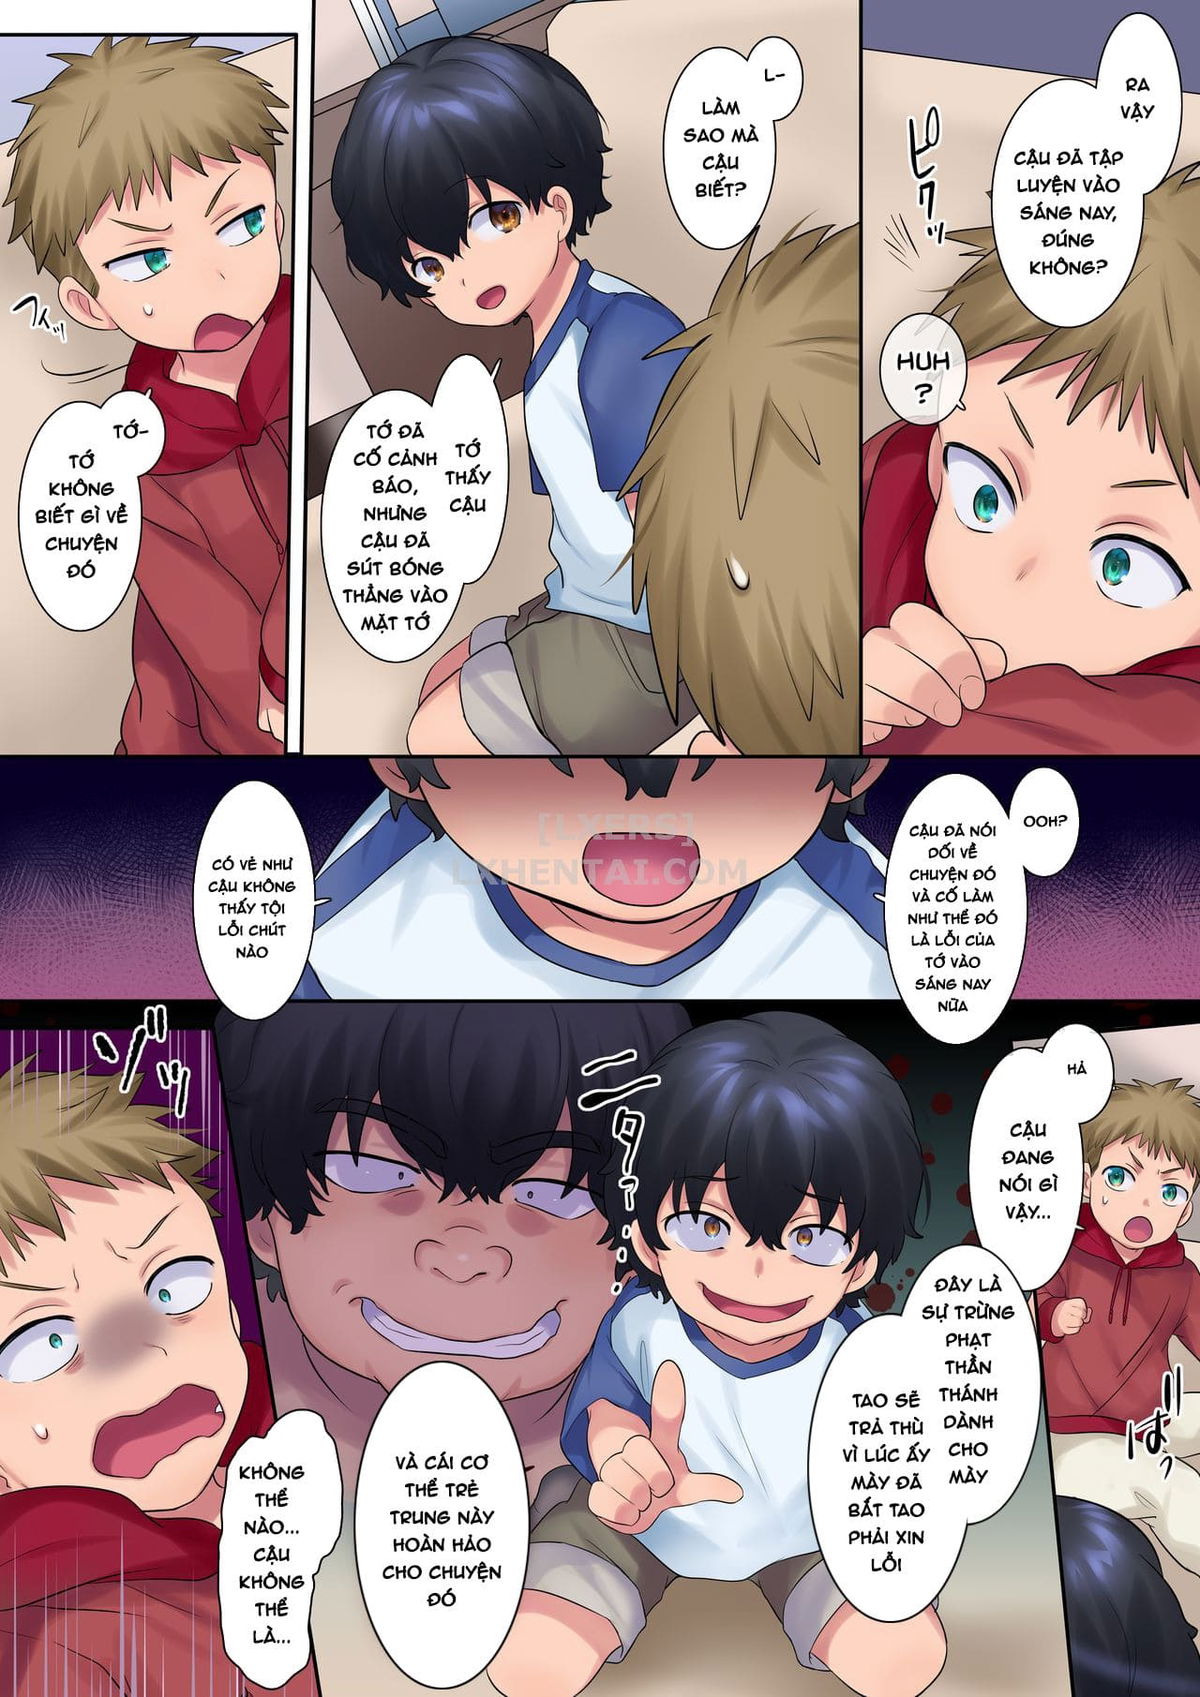 RA
VẬY
CẬU ĐÃ TẬP
LUYỆN VÀO
SÁNG NAY,
ĐÚNG
KHÔNG?
ピクッ
HUH
?
L-
LÀM
SAO MÀ
CẬU
BIẾT?
TỚ
THẤY
CẬU
TỚ ĐÃ
CỐ CẢNH
BÁO,
NHƯNG
CẬU ĐÃ
SÚT BÓNG
THẲNG VÀO
MẶT TỚ
TỚ-
TỚ
KHÔNG
BIẾT GÌ VỀ
CHUYỆN
ĐÓ
OOH?
CẬU ĐÃ NÓI
DỐI VỀ
CHUYỆN ĐÓ
VÀ CỐ LÀM
NHƯ THỂ ĐÓ
LÀ LỖI CỦA
TỚ VÀO
SÁNG NAY
NỮA
[LXERS]
LXHENTAI.COM
CÓ VẺ NHƯ
CẬU KHÔNG
THẤY TỘI
LỖI CHÚT
NÀO
HẢ
CẬU
ĐANG
NÓI GÌ
VẬY...
ばっ
ĐÂY LÀ
SỰ TRỪNG
PHẠT
THẦN
THÁNH
DÀNH
CHO
MÀY
TAO SẼ
TRẢ THÙ
VÌ LÚC ẤY
MÀY ĐÃ
BẮT TAO
PHẢI XIN
LỖI
ニタァ...
VÀ CÁI CƠ
THỂ TRẺ
TRUNG NÀY
HOÀN HẢO
CHO CHUYỆN
ĐÓ
ゾッ
KHÔNG
THỂ
NÀO...
CẬU
KHÔNG
THỂ
LÀ...